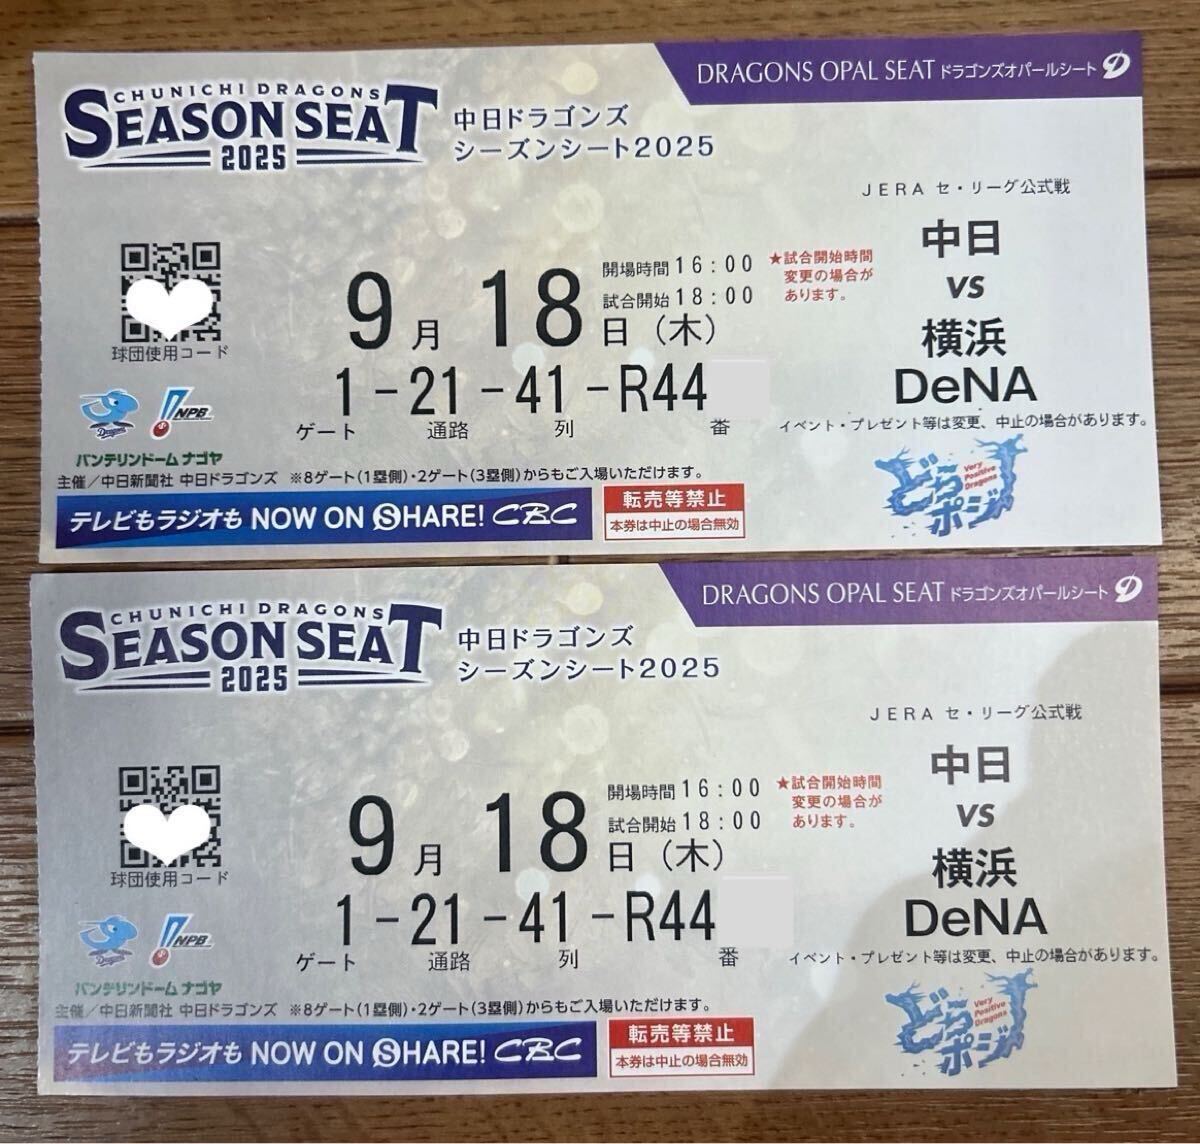 DRAGONS OPAL SEAT ドラゴンズオパールシート
CHUNICHI DRAGONS
SEASON SEAT
2025
中日ドラゴンズ
シーズンシート2025
JERA セ・リーグ公式戦
中日
vs
横浜
DeNA
開場時間 16:00
試合開始 18:00
★試合開始時間
変更の場合が
あります。
9月 18日(木)
球団使用コード
1-21-41-R44
ゲート 通路 列 番
イベント・プレゼント等は変更、中止の場合があります。
Dragons
NPB
バンテリンドーム ナゴヤ
主催/中日新聞社 中日ドラゴンズ ※8ゲート(1塁側)・2ゲート(3塁側)からもご入場いただけます。
テレビもラジオも NOW ON SHARE! CBC
転売等禁止
本券は中止の場合無効
どらポジ
Very
Positive
Dragons
DRAGONS OPAL SEAT ドラゴンズオパールシート
CHUNICHI DRAGONS
SEASON SEAT
2025
中日ドラゴンズ
シーズンシート2025
JERA セ・リーグ公式戦
中日
vs
横浜
DeNA
開場時間 16:00
試合開始 18:00
★試合開始時間
変更の場合が
あります。
9月 18日(木)
球団使用コード
1-21-41-R44
ゲート 通路 列 番
イベント・プレゼント等は変更、中止の場合があります。
Dragons
NPB
バンテリンドーム ナゴヤ
主催/中日新聞社 中日ドラゴンズ ※8ゲート(1塁側)・2ゲート(3塁側)からもご入場いただけます。
テレビもラジオも NOW ON SHARE! CBC
転売等禁止
本券は中止の場合無効
どらポジ
Very
Positive
Dragons